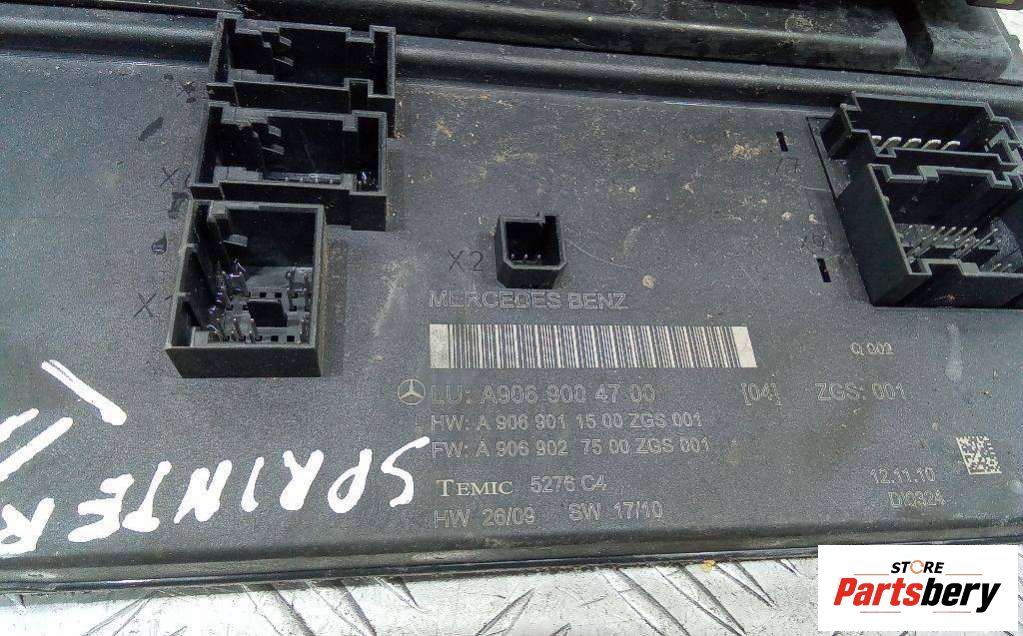 X2
X1
MERCEDES BENZ
Q 002
LU: A906 900 47 00 [04] ZGS: 001
HW: A 906 901 15 00 ZGS 001
FW: A 906 902 75 00 ZGS 001
TEMIC 5276 C4
12.11.10
HW 26/09 SW 17/10
DI0324
SPRINTER
STORE
Partsbery